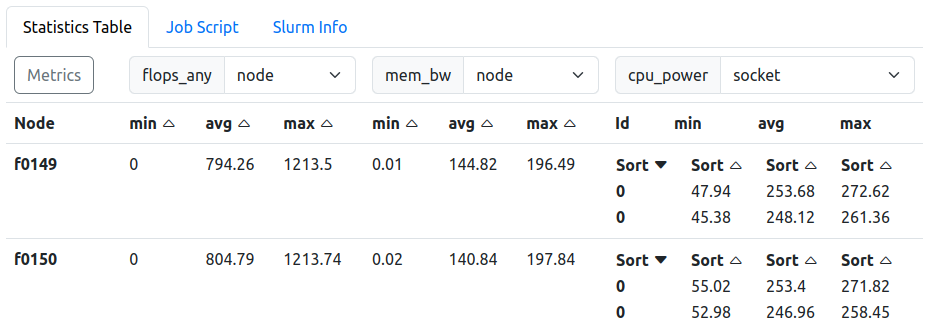 Statistics Table Job Script Slurm Info
Metrics flops_any node mem_bw node cpu_power socket
Node min avg max min avg max Id min avg max
f0149 0 794.26 1213.5 0.01 144.82 196.49 Sort Sort Sort Sort
0 47.94 253.68 272.62
0 45.38 248.12 261.36
f0150 0 804.79 1213.74 0.02 140.84 197.84 Sort Sort Sort Sort
0 55.02 253.4 271.82
0 52.98 246.96 258.45